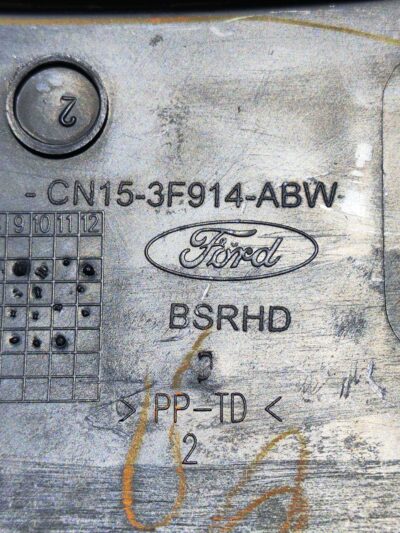 2
- CN15-3F914-ABW-
9 10 11 12
Ford
BSRHD
> PP-TD <
2